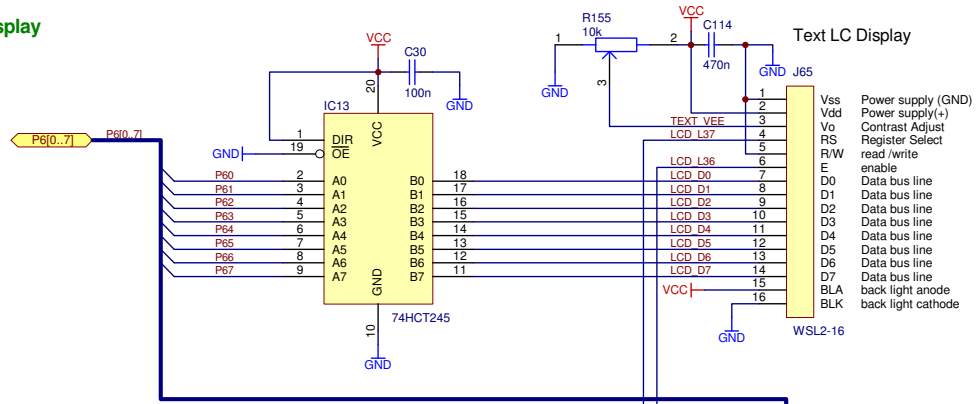 splay
VCC
C30
100n
GND
IC13
20
VCC
1 DIR
GND 19 OE
P6[0..7] P6[0..7]
P60 2 A0 B0 18 LCD_D0
P61 3 A1 B1 17 LCD_D1
P62 4 A2 B2 16 LCD_D2
P63 5 A3 B3 15 LCD_D3
P64 6 A4 B4 14 LCD_D4
P65 7 A5 B5 13 LCD_D5
P66 8 A6 B6 12 LCD_D6
P67 9 A7 B7 11 LCD_D7
GND
10
74HCT245
GND
R155
10k
1 2
3
GND
VCC
C114
470n
GND
Text LC Display
J65
TEXT_VEE
LCD_L37
LCD_L36
1 Vss Power supply (GND)
2 Vdd Power supply(+)
3 Vo Contrast Adjust
4 RS Register Select
5 R/W read /write
6 E enable
7 D0 Data bus line
8 D1 Data bus line
9 D2 Data bus line
10 D3 Data bus line
11 D4 Data bus line
12 D5 Data bus line
13 D6 Data bus line
14 D7 Data bus line
VCC 15 BLA back light anode
16 BLK back light cathode
GND
WSL2-16